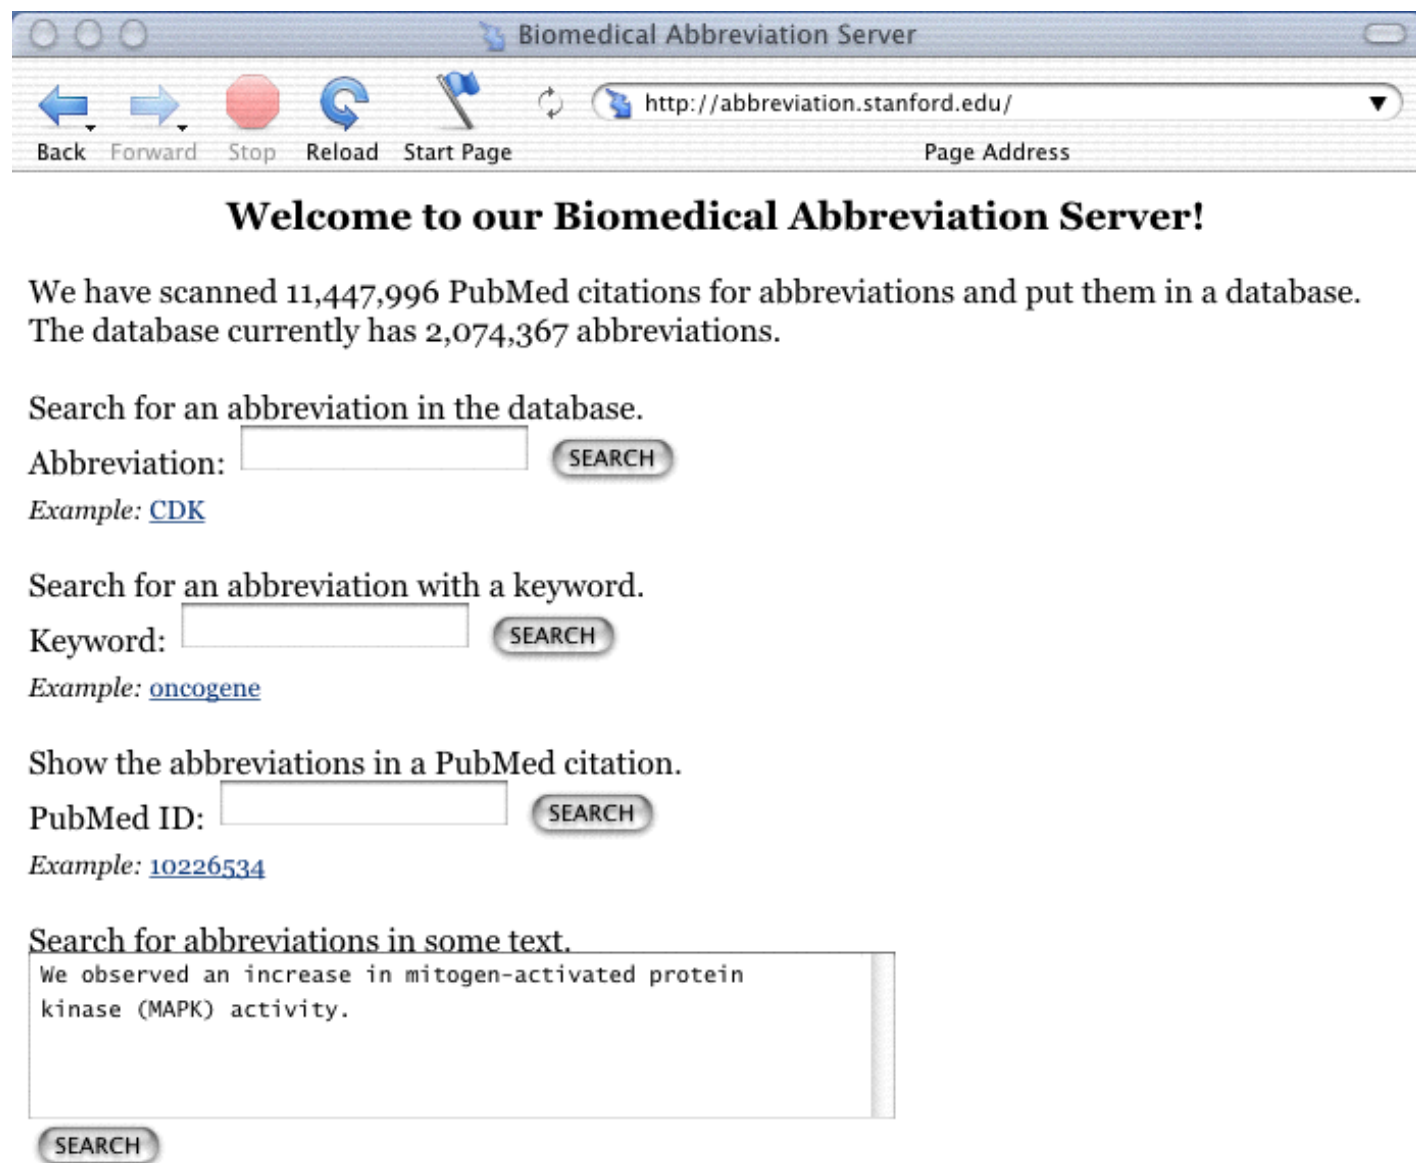 Biomedical Abbreviation Server
http://abbreviation.stanford.edu/
Back Forward Stop Reload Start Page Page Address
Welcome to our Biomedical Abbreviation Server!
We have scanned 11,447,996 PubMed citations for abbreviations and put them in a database.
The database currently has 2,074,367 abbreviations.
Search for an abbreviation in the database.
Abbreviation: SEARCH
Example: CDK
Search for an abbreviation with a keyword.
Keyword: SEARCH
Example: oncogene
Show the abbreviations in a PubMed citation.
PubMed ID: SEARCH
Example: 10226534
Search for abbreviations in some text.
We observed an increase in mitogen-activated protein
kinase (MAPK) activity.
SEARCH